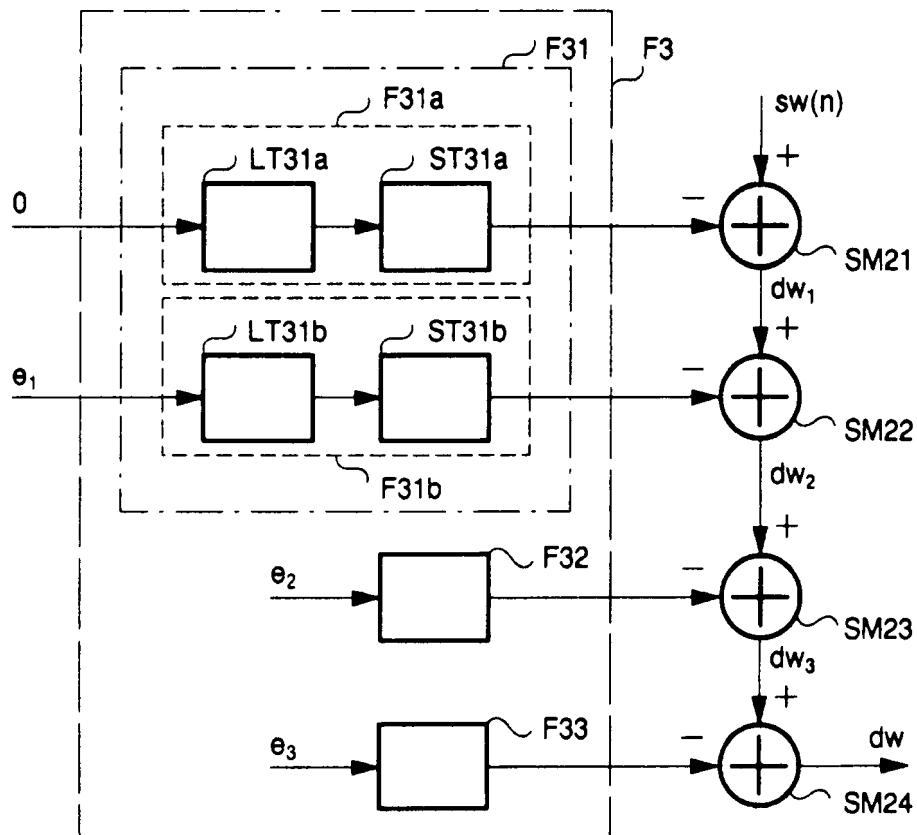 F31
F3
F31a
sw(n)
LT31a
ST31a
+
0
−
SM21
dw₁
LT31b
ST31b
+
e₁
−
SM22
F31b
dw₂
+
F32
e₂
−
SM23
dw₃
+
F33
e₃
−
dw
SM24